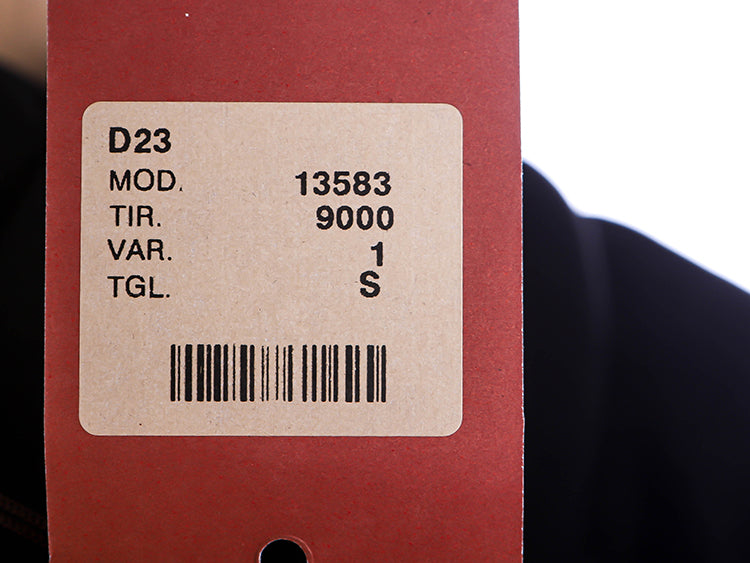 D23
MOD. 13583
TIR. 9000
VAR. 1
TGL. S